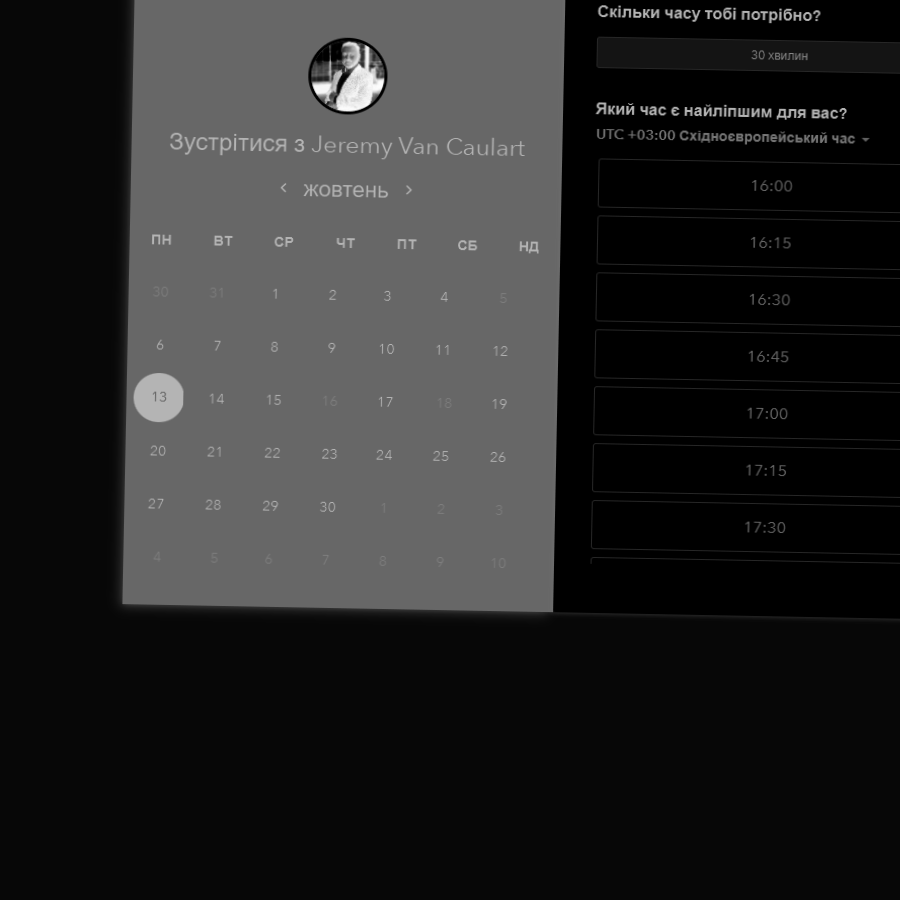 Зустрітися з Jeremy Van Caulart
жовтень
ПН ВТ СР ЧТ ПТ СБ НД
30 31 1 2 3 4 5
6 7 8 9 10 11 12
13 14 15 16 17 18 19
20 21 22 23 24 25 26
27 28 29 30 1 2 3
4 5 6 7 8 9 10
Скільки часу тобі потрібно?
30 хвилин
Який час є найліпшим для вас?
UTC +03:00 Східноєвропейський час
16:00
16:15
16:30
16:45
17:00
17:15
17:30